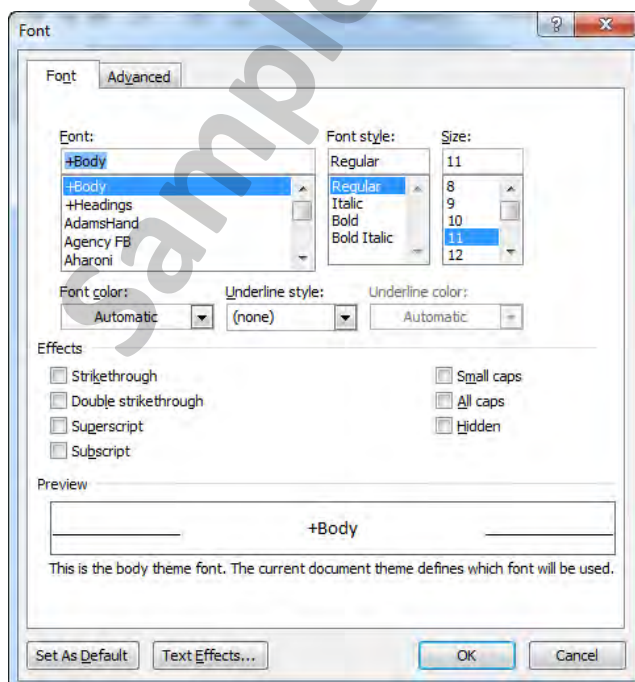 Font
Font Advanced
Font: Font style: Size:
+Body Regular 11
+Body Regular 8
+Headings Italic 9
AdamsHand Bold 10
Agency FB Bold Italic 11
Aharoni 12
Font color: Underline style: Underline color:
Automatic (none) Automatic
Effects
Strikethrough Small caps
Double strikethrough All caps
Superscript Hidden
Subscript
Preview
+Body
This is the body theme font. The current document theme defines which font will be used.
Set As Default Text Effects... OK Cancel
Sample